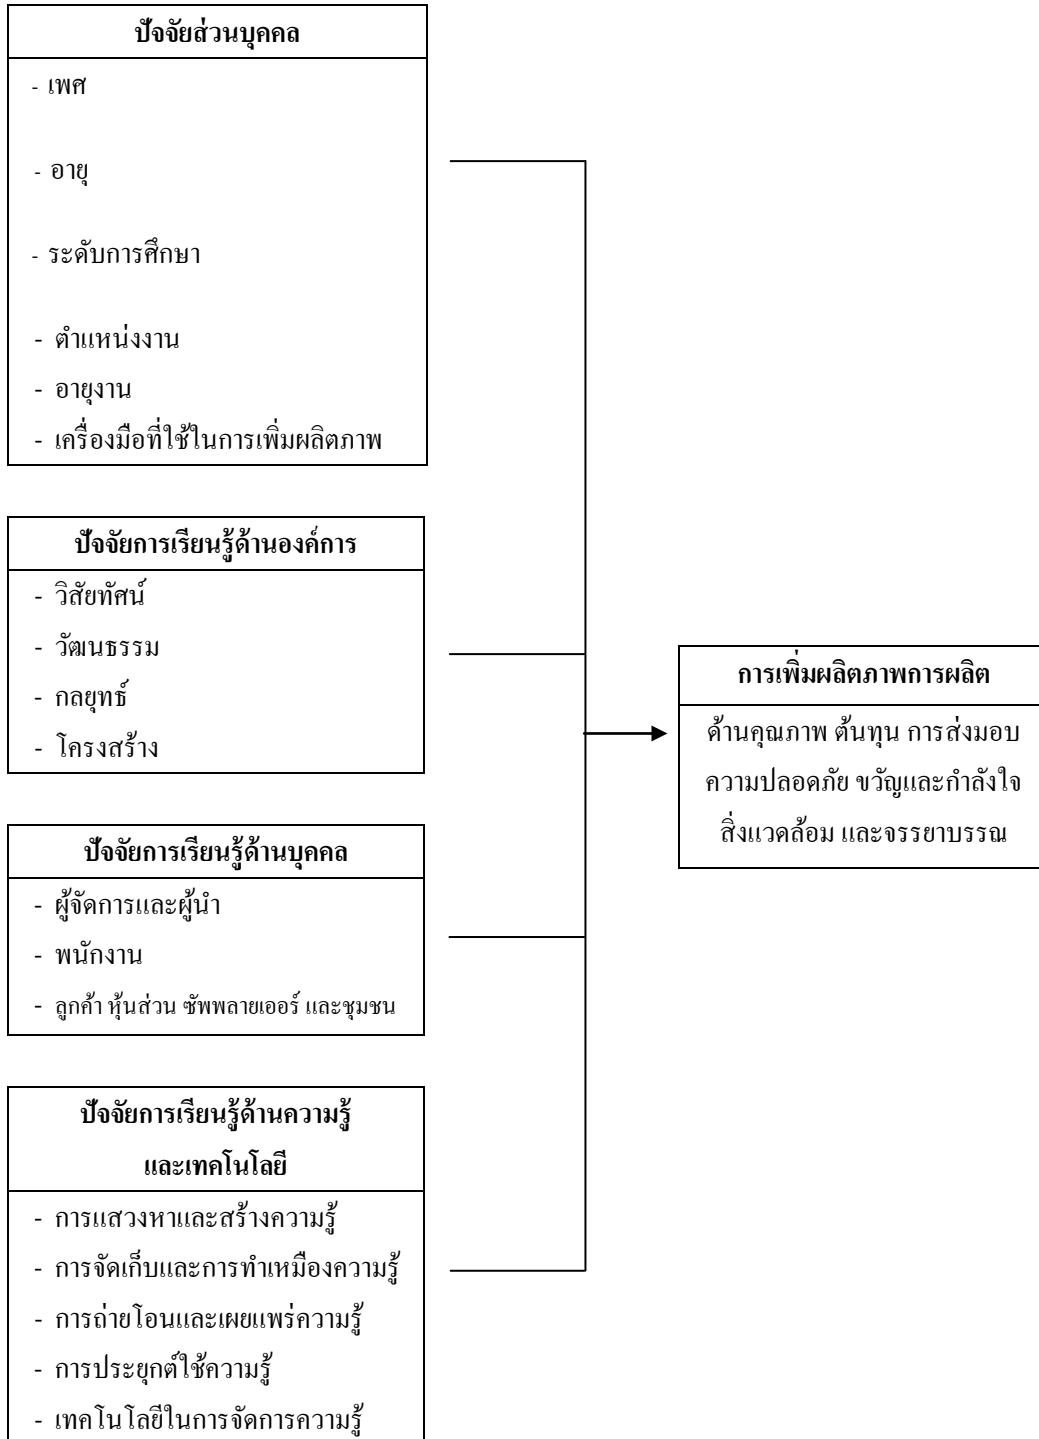 ปัจจัยส่วนบุคคล
- เพศ
- อายุ
- ระดับการศึกษา
- ตำแหน่งงาน
- อายุงาน
- เครื่องมือที่ใช้ในการเพิ่มผลิตภาพ
ปัจจัยการเรียนรู้ด้านองค์การ
- วิสัยทัศน์
- วัฒนธรรม
- กลยุทธ์
- โครงสร้าง
ปัจจัยการเรียนรู้ด้านบุคคล
- ผู้จัดการและผู้นำ
- พนักงาน
- ลูกค้า หุ้นส่วน ซัพพลายเออร์ และชุมชน
ปัจจัยการเรียนรู้ด้านความรู้
และเทคโนโลยี
- การแสวงหาและสร้างความรู้
- การจัดเก็บและการทำเหมืองความรู้
- การถ่ายโอนและเผยแพร่ความรู้
- การประยุกต์ใช้ความรู้
- เทคโนโลยีในการจัดการความรู้
การเพิ่มผลิตภาพการผลิต
ด้านคุณภาพ ต้นทุน การส่งมอบ
ความปลอดภัย ขวัญและกำลังใจ
สิ่งแวดล้อม และจรรยาบรรณ